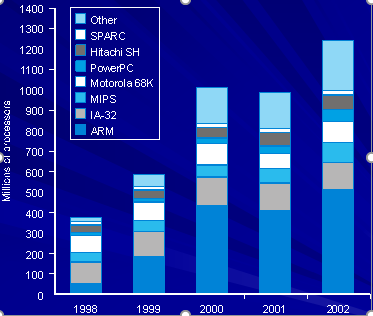 1400
1300
1200
1100
1000
900
800
700
600
500
400
300
200
100
0
Millions of processors
Other
SPARC
Hitachi SH
PowerPC
Motorola 68K
MIPS
IA-32
ARM
1998 1999 2000 2001 2002